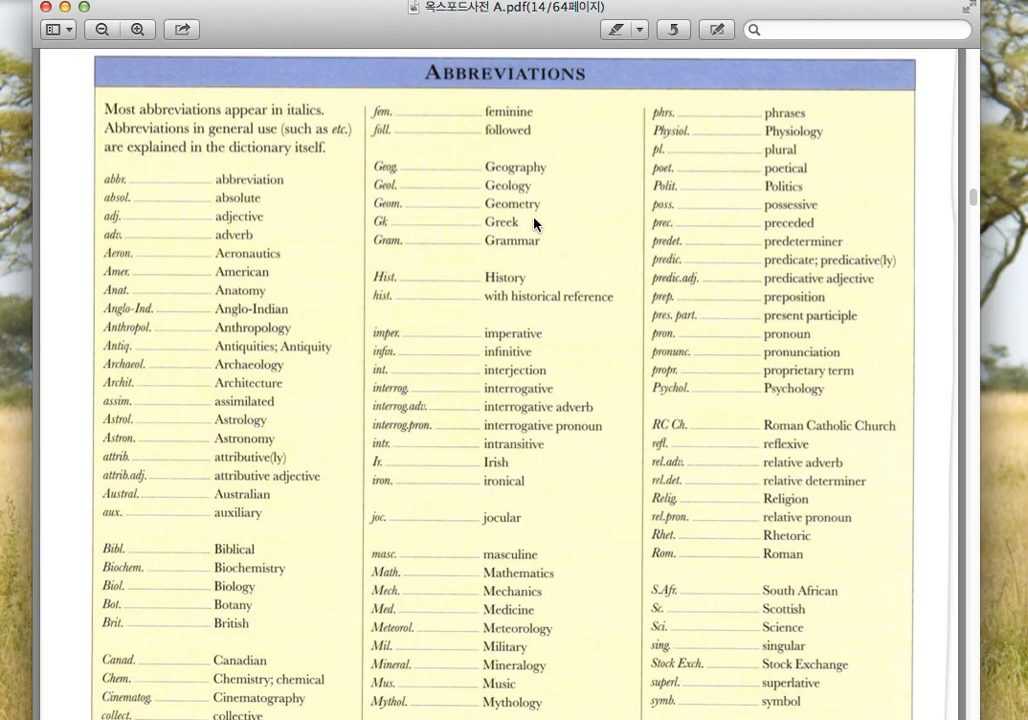 옥스포드사전 A.pdf(14/64페이지)
ABBREVIATIONS
Most abbreviations appear in italics.
Abbreviations in general use (such as etc.)
are explained in the dictionary itself.
abbr. abbreviation
absol. absolute
adj. adjective
adv. adverb
Aeron. Aeronautics
Amer. American
Anat. Anatomy
Anglo-Ind. Anglo-Indian
Anthropol. Anthropology
Antiq. Antiquities; Antiquity
Archaeol. Archaeology
Archit. Architecture
assim. assimilated
Astrol. Astrology
Astron. Astronomy
attrib. attributive(ly)
attrib.adj. attributive adjective
Austral. Australian
aux. auxiliary
Bibl. Biblical
Biochem. Biochemistry
Biol. Biology
Bot. Botany
Brit. British
Canad. Canadian
Chem. Chemistry; chemical
Cinematog. Cinematography
collect. collective
fem. feminine
foll. followed
Geog. Geography
Geol. Geology
Geom. Geometry
Gk Greek
Gram. Grammar
Hist. History
hist. with historical reference
imper. imperative
infin. infinitive
int. interjection
interrog. interrogative
interrog.adv. interrogative adverb
interrog.pron. interrogative pronoun
intr. intransitive
Ir. Irish
iron. ironical
joc. jocular
masc. masculine
Math. Mathematics
Mech. Mechanics
Med. Medicine
Meteorol. Meteorology
Mil. Military
Mineral. Mineralogy
Mus. Music
Mythol. Mythology
phrs. phrases
Physiol. Physiology
pl. plural
poet. poetical
Polit. Politics
poss. possessive
prec. preceded
predet. predeterminer
predic. predicate; predicative(ly)
predic.adj. predicative adjective
prep. preposition
pres. part. present participle
pron. pronoun
pronunc. pronunciation
propr. proprietary term
Psychol. Psychology
RC Ch. Roman Catholic Church
refl. reflexive
rel.adv. relative adverb
rel.det. relative determiner
Relig. Religion
rel.pron. relative pronoun
Rhet. Rhetoric
Rom. Roman
S.Afr. South African
Sc. Scottish
Sci. Science
sing. singular
Stock Exch. Stock Exchange
superl. superlative
symb. symbol